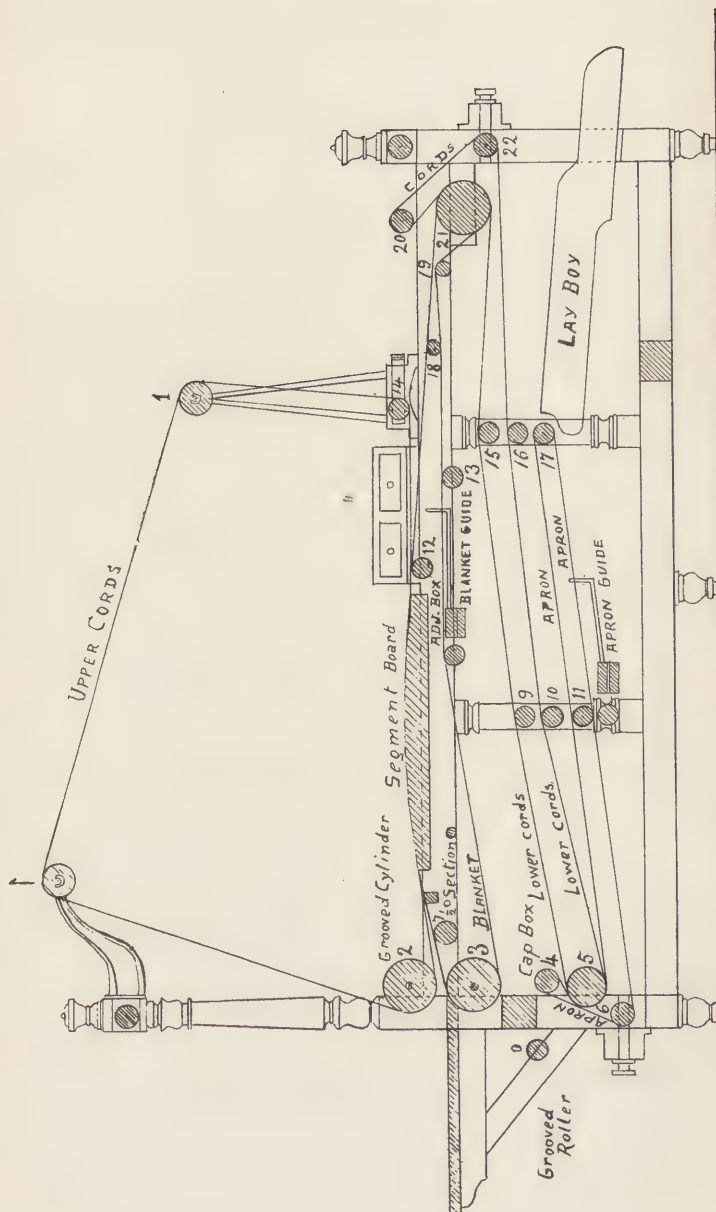 UPPER CORDS
1
1
Grooved Cylinder
Segment Board
2
7
Section
3
BLANKET
ADJ. BOX
BLANKET GUIDE
12
13
14
18
19
20
21
CORDS
22
Cap Box
4
Lower cords
Lower Cords.
5
6
APRON
9
10
11
APRON
APRON
APRON GUIDE
15
16
17
LAY BOY
Grooved
Roller